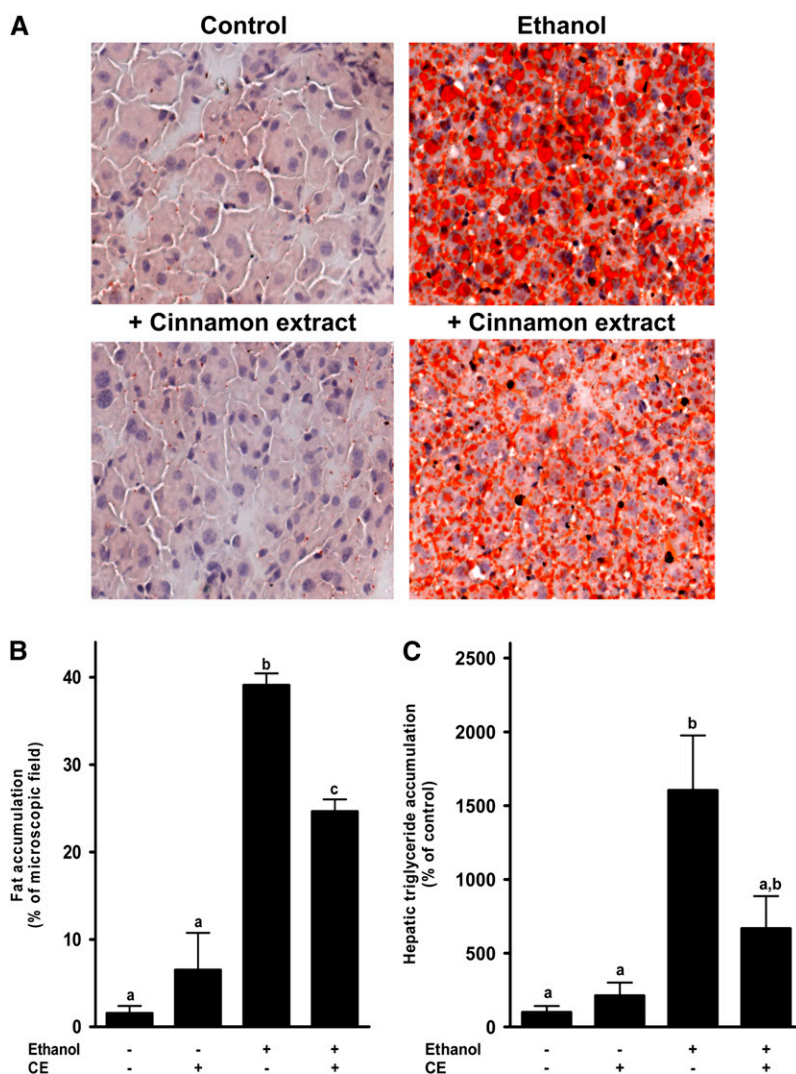 A
Control
Ethanol
+ Cinnamon extract
+ Cinnamon extract
B
Fat accumulation
(% of microscopic field)
40
30
20
10
0
a
a
b
c
Ethanol - - + +
CE - + - +
C
Hepatic triglyceride accumulation
(% of control)
2500
2000
1500
1000
500
0
a
a
b
a,b
Ethanol - - + +
CE - + - +